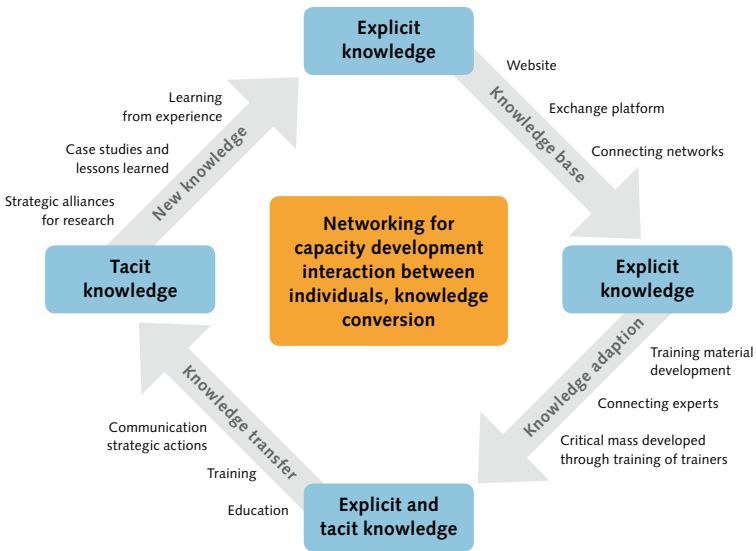 Explicit
knowledge
Website
Exchange platform
Connecting networks
Knowledge base
Learning
from experience
Case studies and
lessons learned
Strategic alliances
for research
New knowledge
Networking for
capacity development
interaction between
individuals, knowledge
conversion
Tacit
knowledge
Explicit
knowledge
Knowledge adaption
Training material
development
Connecting experts
Critical mass developed
through training of trainers
Knowledge transfer
Communication
strategic actions
Training
Education
Explicit and
tacit knowledge